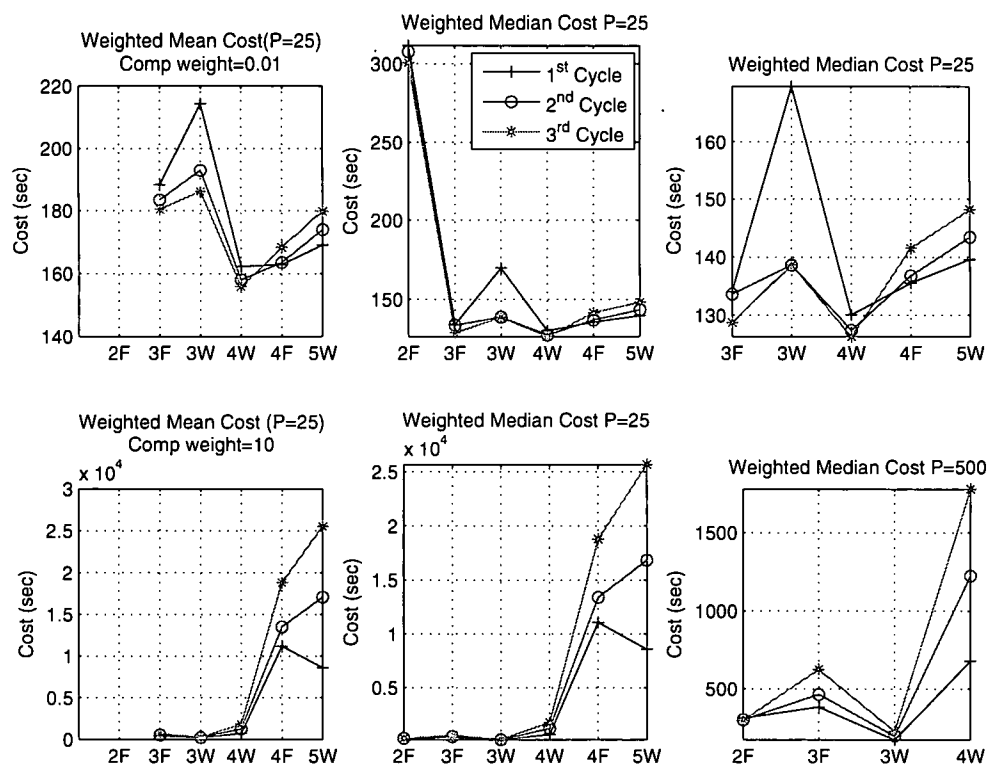 Weighted Mean Cost(P=25)
Comp weight=0.01
220
200
180
160
140
Cost (sec)
2F 3F 3W 4W 4F 5W
Weighted Median Cost P=25
300
250
200
150
Cost (sec)
2F 3F 3W 4W 4F 5W
1st Cycle
2nd Cycle
3rd Cycle
Weighted Median Cost P=25
160
150
140
130
Cost (sec)
3F 3W 4W 4F 5W
Weighted Mean Cost (P=25)
Comp weight=10
x 10^4
3
2.5
2
1.5
1
0.5
0
Cost (sec)
2F 3F 3W 4W 4F 5W
Weighted Median Cost P=25
x 10^4
2.5
2
1.5
1
0.5
Cost (sec)
2F 3F 3W 4W 4F 5W
Weighted Median Cost P=500
1500
1000
500
Cost (sec)
2F 3F 3W 4W